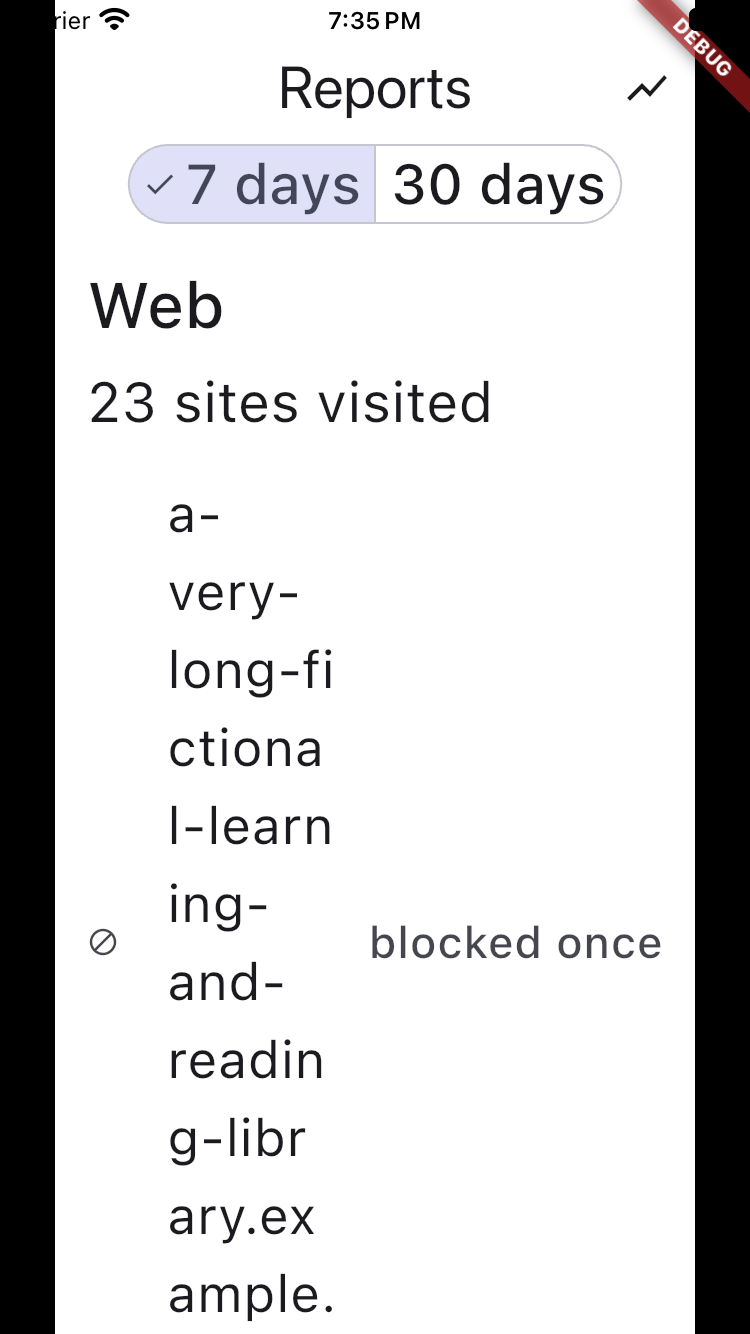 rier 7:35 PM
DEBUG
Reports
7 days 30 days
Web
23 sites visited
a-
very-
long-fi
ctiona
l-learn
ing-
and-
readin
g-libr
ary.ex
ample.
blocked once